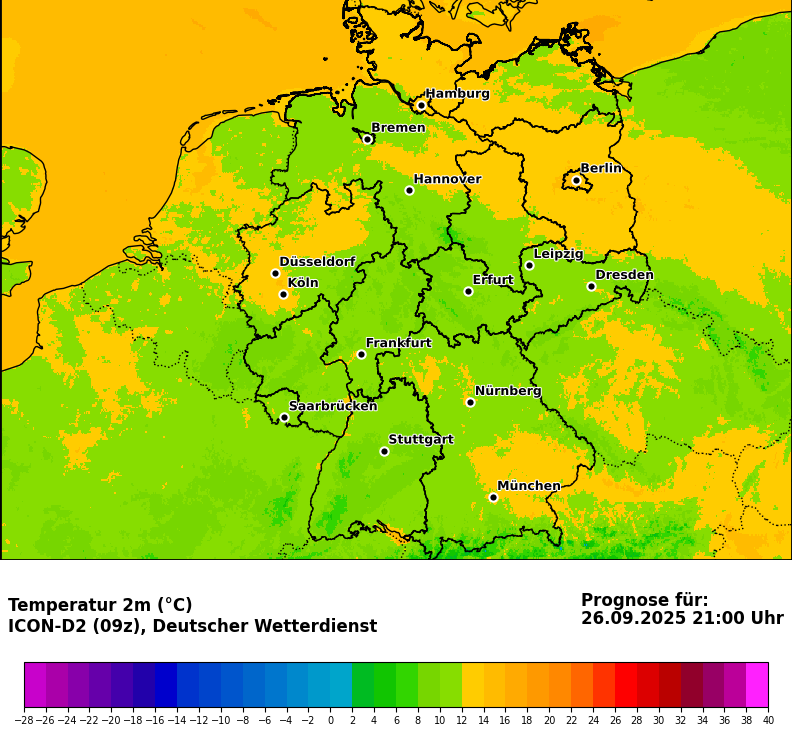 Hamburg
Bremen
Berlin
Hannover
Leipzig
Düsseldorf
Dresden
Köln
Erfurt
Frankfurt
Nürnberg
Saarbrücken
Stuttgart
München
Temperatur 2m (°C)
ICON-D2 (09z), Deutscher Wetterdienst
Prognose für:
26.09.2025 21:00 Uhr
−28 −26 −24 −22 −20 −18 −16 −14 −12 −10 −8 −6 −4 −2 0 2 4 6 8 10 12 14 16 18 20 22 24 26 28 30 32 34 36 38 40